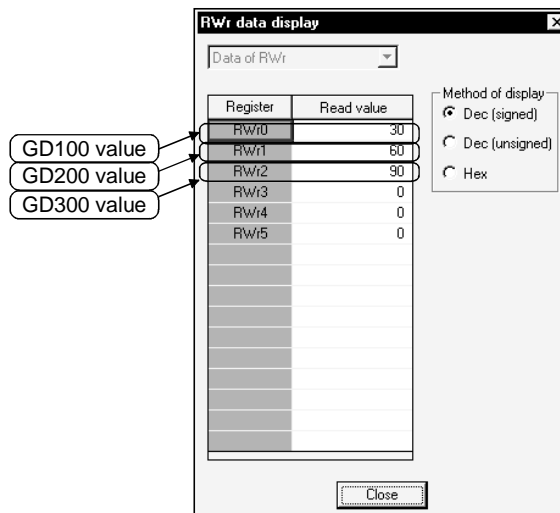 RWr data display
Data of RWr
Register Read value
RWr0 30
RWr1 60
RWr2 90
RWr3 0
RWr4 0
RWr5 0
Method of display
Dec (signed)
Dec (unsigned)
Hex
GD100 value
GD200 value
GD300 value
Close